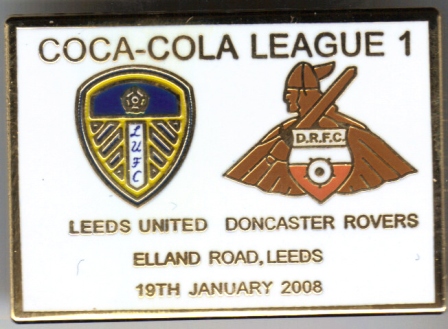 COCA-COLA LEAGUE 1
LUFC
D.R.F.C.
LEEDS UNITED DONCASTER ROVERS
ELLAND ROAD, LEEDS
19TH JANUARY 2008